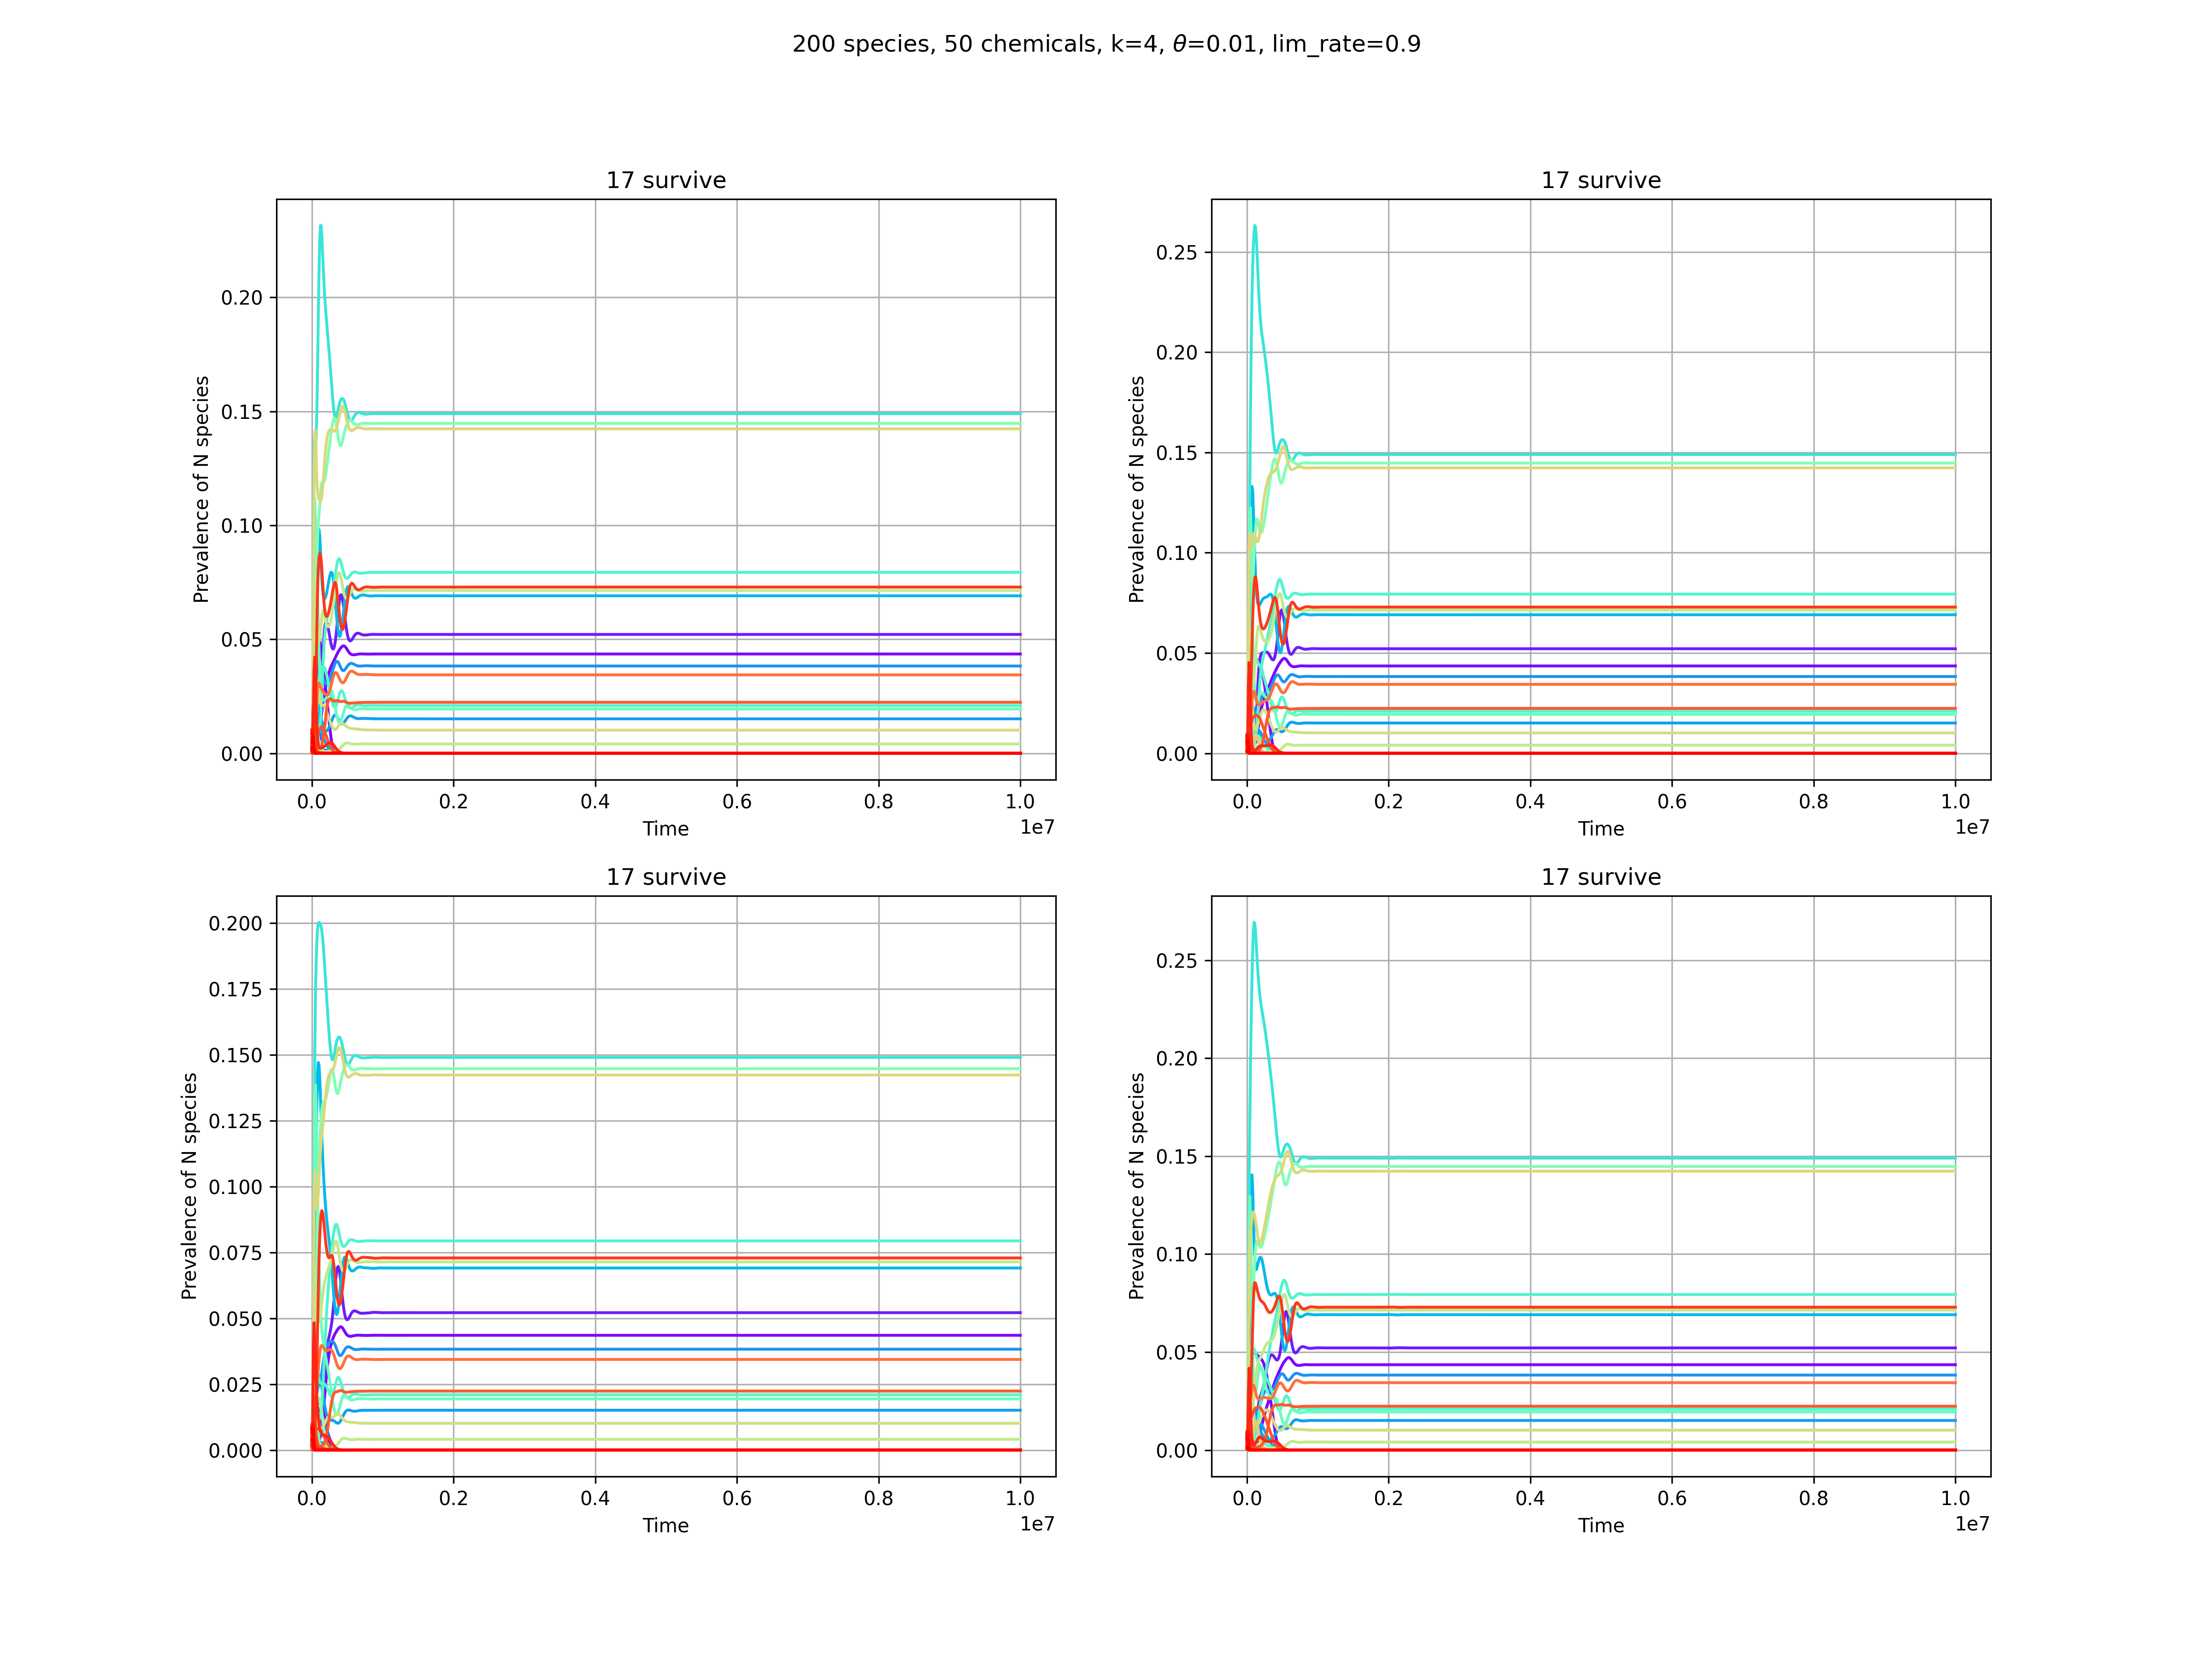 200 species, 50 chemicals, k=4, θ=0.01, lim_rate=0.9
17 survive
Prevalence of N species
0.20
0.15
0.10
0.05
0.00
0.0 0.2 0.4 0.6 0.8 1.0
Time
1e7
17 survive
Prevalence of N species
0.25
0.20
0.15
0.10
0.05
0.00
0.0 0.2 0.4 0.6 0.8 1.0
Time
1e7
17 survive
Prevalence of N species
0.200
0.175
0.150
0.125
0.100
0.075
0.050
0.025
0.000
0.0 0.2 0.4 0.6 0.8 1.0
Time
1e7
17 survive
Prevalence of N species
0.25
0.20
0.15
0.10
0.05
0.00
0.0 0.2 0.4 0.6 0.8 1.0
Time
1e7